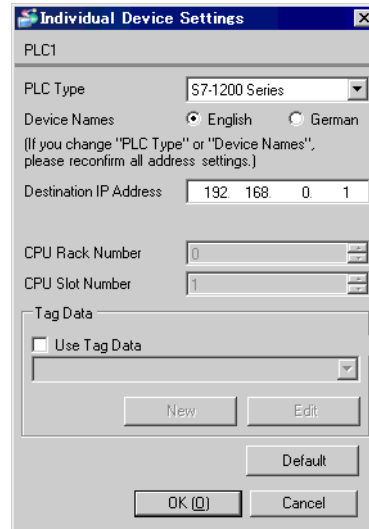 Individual Device Settings
PLC1
PLC Type S7-1200 Series
Device Names English German
(If you change "PLC Type" or "Device Names",
please reconfirm all address settings.)
Destination IP Address 192. 168. 0. 1
CPU Rack Number 0
CPU Slot Number 1
Tag Data
Use Tag Data
New Edit
Default
OK (O) Cancel